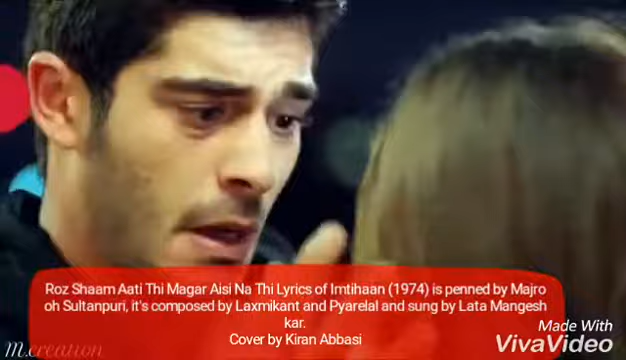 Roz Shaam Aati Thi Magar Aisi Na Thi Lyrics of Imtihaan (1974) is penned by Majro
oh Sultanpuri, it's composed by Laxmikant and Pyarelal and sung by Lata Mangesh
kar.
Cover by Kiran Abbasi
Made With
VivaVideo
m.creation